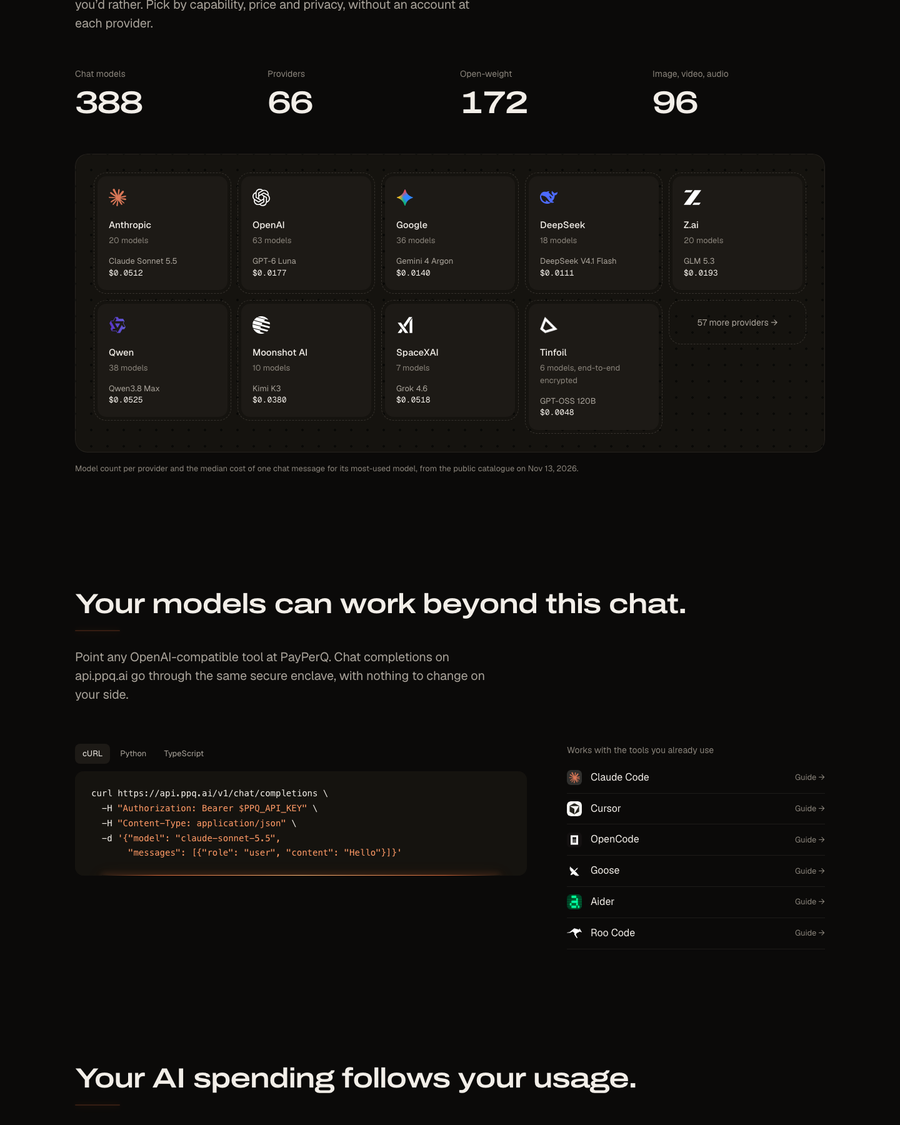 you'd rather. Pick by capability, price and privacy, without an account at
each provider.
Chat models
388
Providers
66
Open-weight
172
Image, video, audio
96
Anthropic
20 models
Claude Sonnet 5.5
$0.0512
OpenAI
63 models
GPT-6 Luna
$0.0177
Google
36 models
Gemini 4 Argon
$0.0140
DeepSeek
18 models
DeepSeek V4.1 Flash
$0.0111
Z.ai
20 models
GLM 5.3
$0.0193
Qwen
38 models
Qwen3.8 Max
$0.0525
Moonshot AI
10 models
Kimi K3
$0.0380
SpaceXAI
7 models
Grok 4.6
$0.0518
Tinfoil
6 models, end-to-end
encrypted
GPT-OSS 120B
$0.0048
57 more providers →
Model count per provider and the median cost of one chat message for its most-used model, from the public catalogue on Nov 13, 2026.
Your models can work beyond this chat.
Point any OpenAI-compatible tool at PayPerQ. Chat completions on
api.ppq.ai go through the same secure enclave, with nothing to change on
your side.
cURL Python TypeScript
curl https://api.ppq.ai/v1/chat/completions \
-H "Authorization: Bearer $PPQ_API_KEY" \
-H "Content-Type: application/json" \
-d '{"model": "claude-sonnet-5.5",
"messages": [{"role": "user", "content": "Hello"}]}'
Works with the tools you already use
Claude Code Guide →
Cursor Guide →
OpenCode Guide →
Goose Guide →
Aider Guide →
Roo Code Guide →
Your AI spending follows your usage.